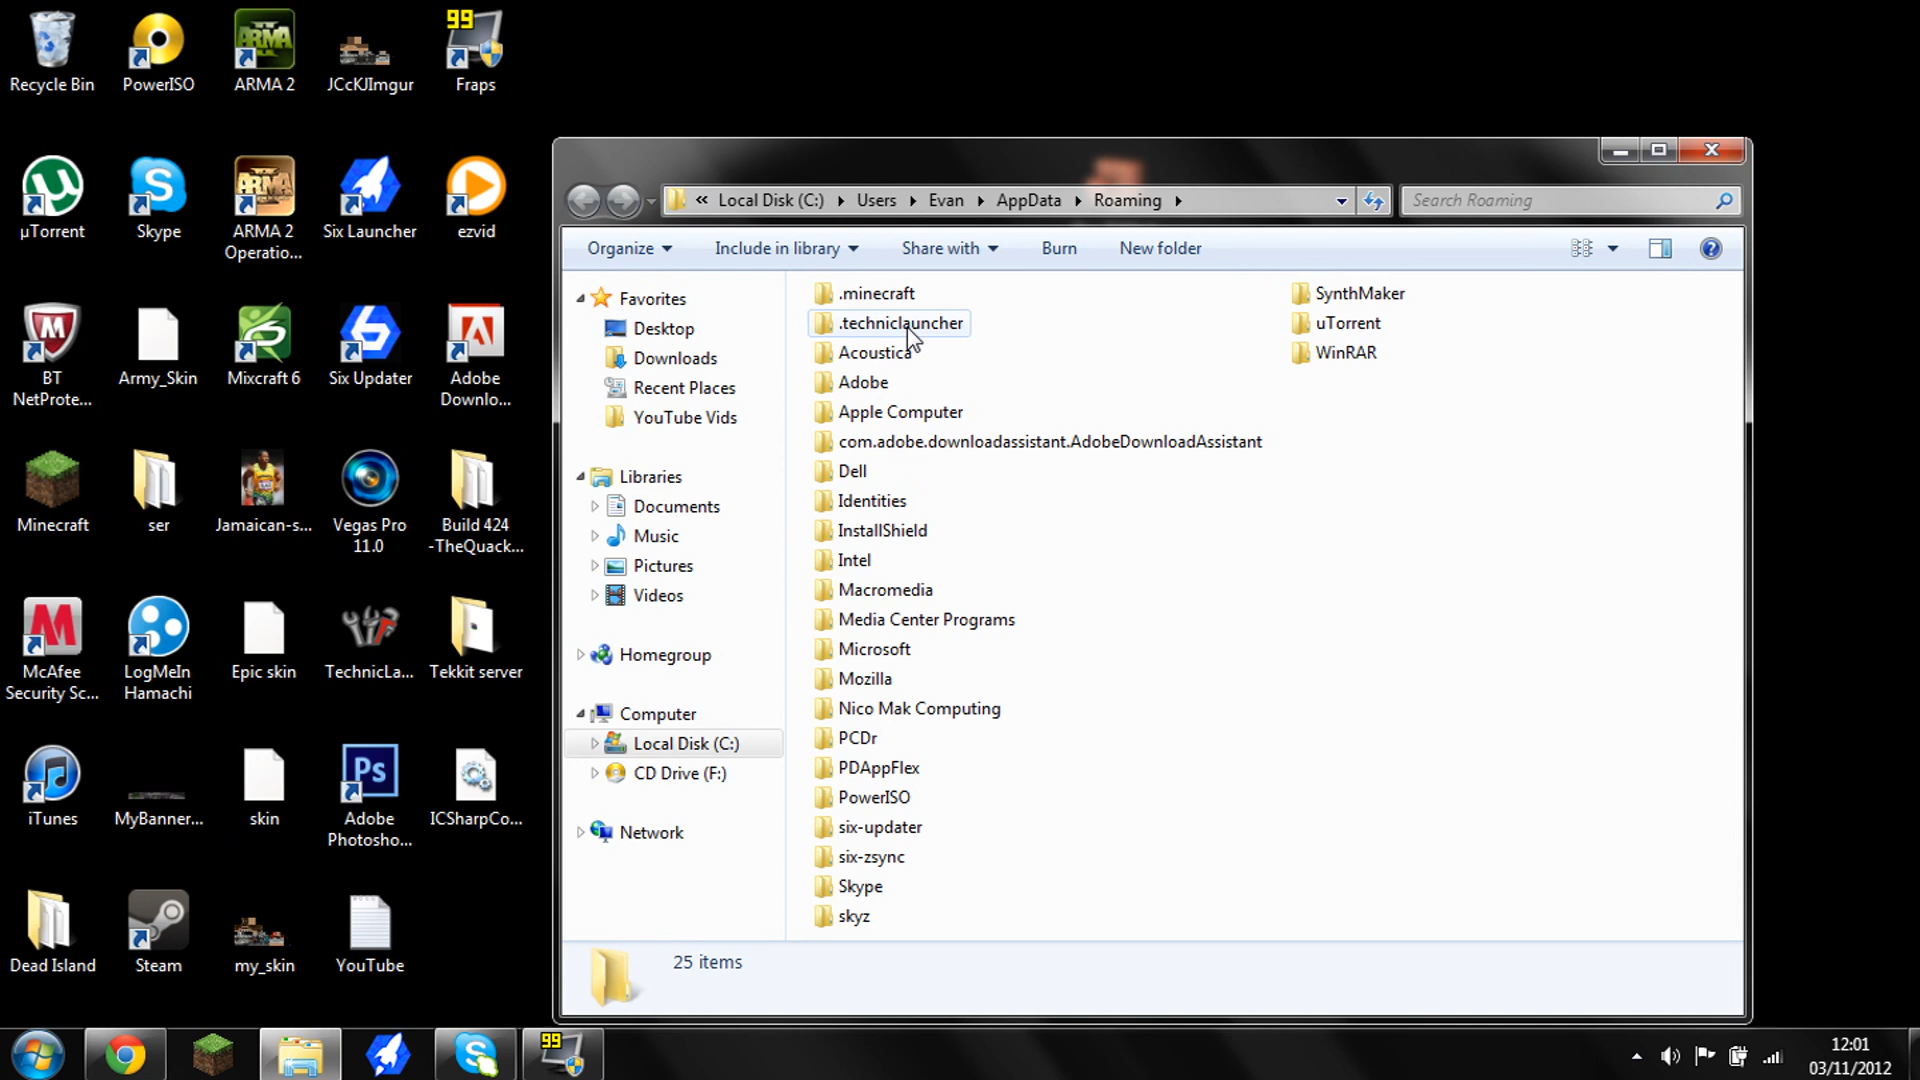 Recycle Bin
PowerISO
ARMA 2
JCcKJImgur
99
Fraps
µTorrent
Skype
ARMA 2
Operatio...
Six Launcher
ezvid
BT
NetProte...
Army_Skin
Mixcraft 6
Six Updater
Adobe
Downlo...
Minecraft
ser
Jamaican-s...
Vegas Pro
11.0
Build 424
-TheQuack...
McAfee
Security Sc...
LogMeIn
Hamachi
Epic skin
TechnicLa...
Tekkit server
iTunes
MyBanner...
skin
Ps
Adobe
Photosho...
ICSharpCo...
Dead Island
Steam
my_skin
YouTube
« Local Disk (C:) Users Evan AppData Roaming
Search Roaming
Organize Include in library Share with Burn New folder
Favorites
Desktop
Downloads
Recent Places
YouTube Vids
Libraries
Documents
Music
Pictures
Videos
Homegroup
Computer
Local Disk (C:)
CD Drive (F:)
Network
.minecraft
.techniclauncher
Acoustica
Adobe
Apple Computer
com.adobe.downloadassistant.AdobeDownloadAssistant
Dell
Identities
InstallShield
Intel
Macromedia
Media Center Programs
Microsoft
Mozilla
Nico Mak Computing
PCDr
PDAppFlex
PowerISO
six-updater
six-zsync
Skype
skyz
SynthMaker
uTorrent
WinRAR
25 items
99
12:01
03/11/2012